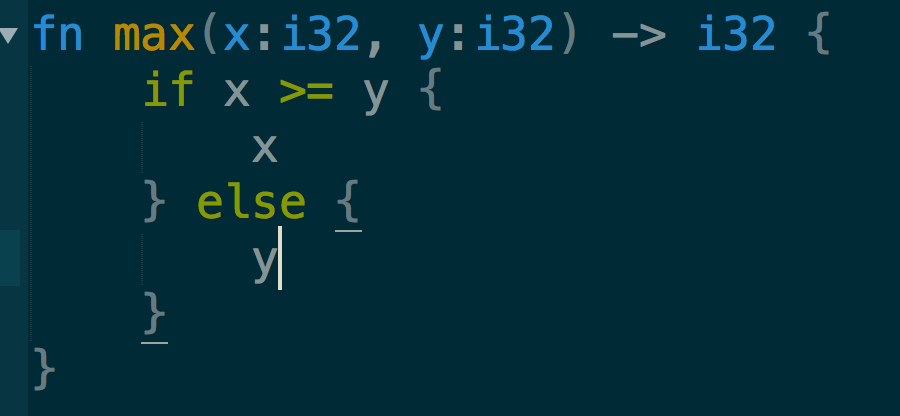 fn max(x:i32, y:i32) -> i32 {
    if x >= y {
        x
    } else {
        y
    }
}